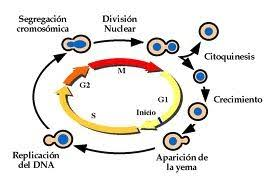 Segregación
cromosómica
División
Nuclear
Citoquinesis
G2
M
G1
Crecimiento
S
Inicio
Replicación
del DNA
Aparición de
la yema